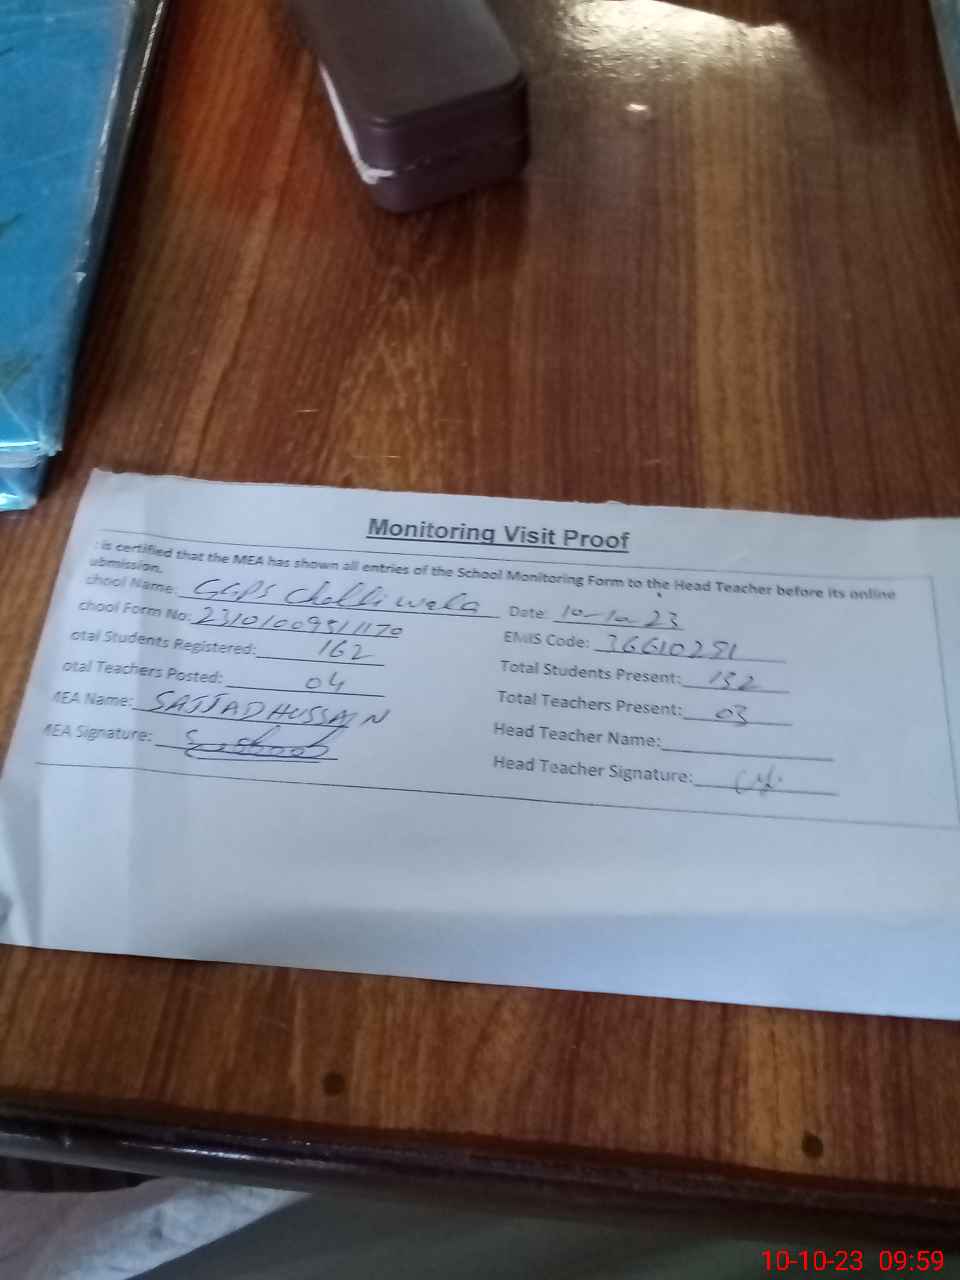 Monitoring Visit Proof
is certified that the MEA has shown all entries of the School Monitoring Form to the Head Teacher before its online
ubmission.
chool Name: GGPS Date: 10-10-23
chool Form No: 2310100951170 EMIS Code: 36610251
otal Students Registered: 162 Total Students Present: 132
otal Teachers Posted: 04 Total Teachers Present: 03
MEA Name: SAJJAD HUSSAIN Head Teacher Name:
MEA Signature: Head Teacher Signature:
10-10-23 09:59